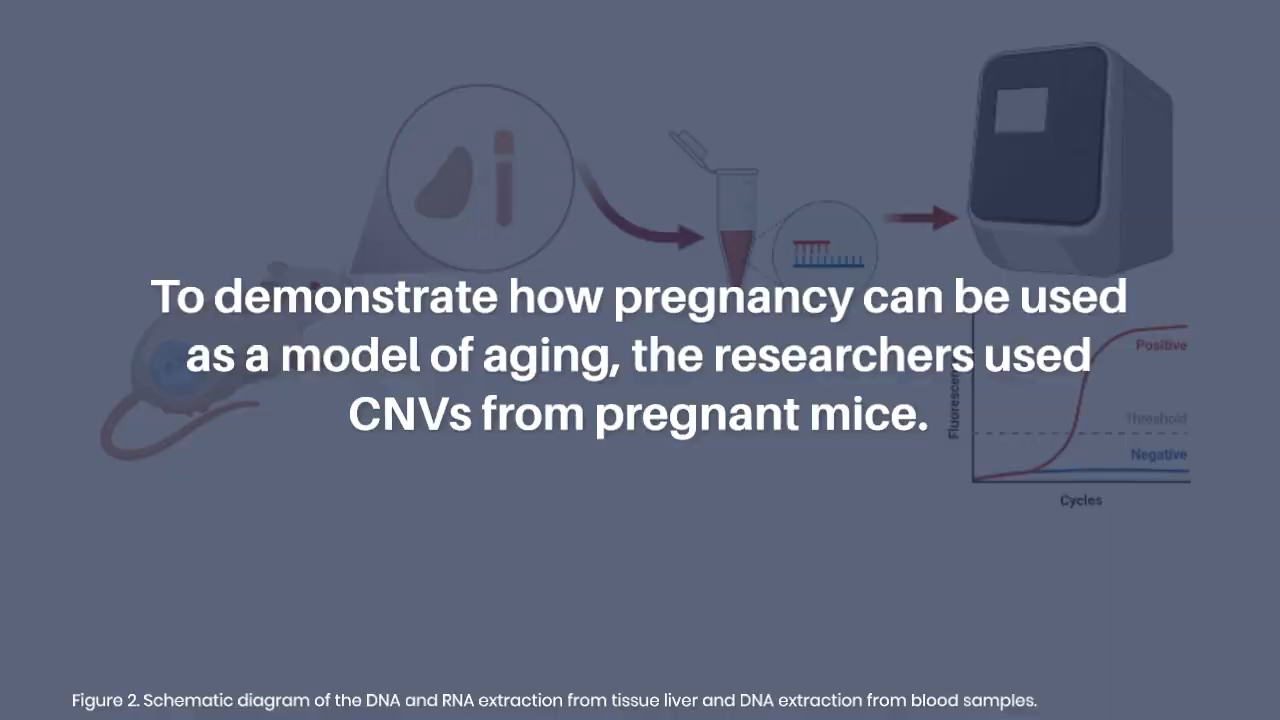 To demonstrate how pregnancy can be used
as a model of aging, the researchers used
CNVs from pregnant mice.
Positive
Threshold
Negative
Cycles
Figure 2. Schematic diagram of the DNA and RNA extraction from tissue liver and DNA extraction from blood samples.